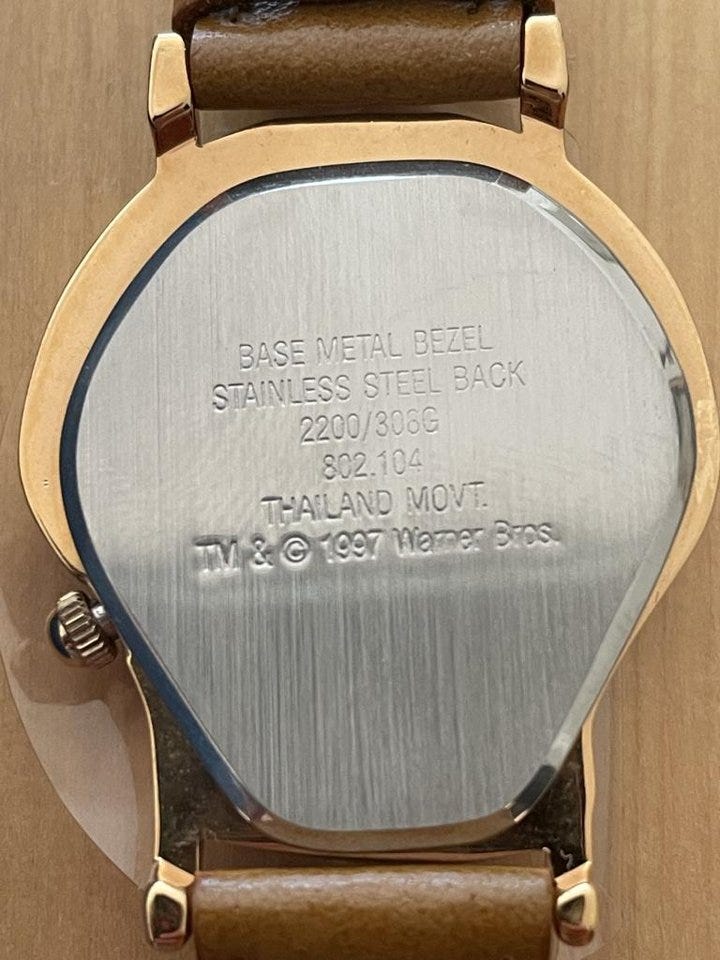 BASE METAL BEZEL
STAINLESS STEEL BACK
2200/306G
802.104
THAILAND MOVT.
TM & © 1997 Warner Bros.